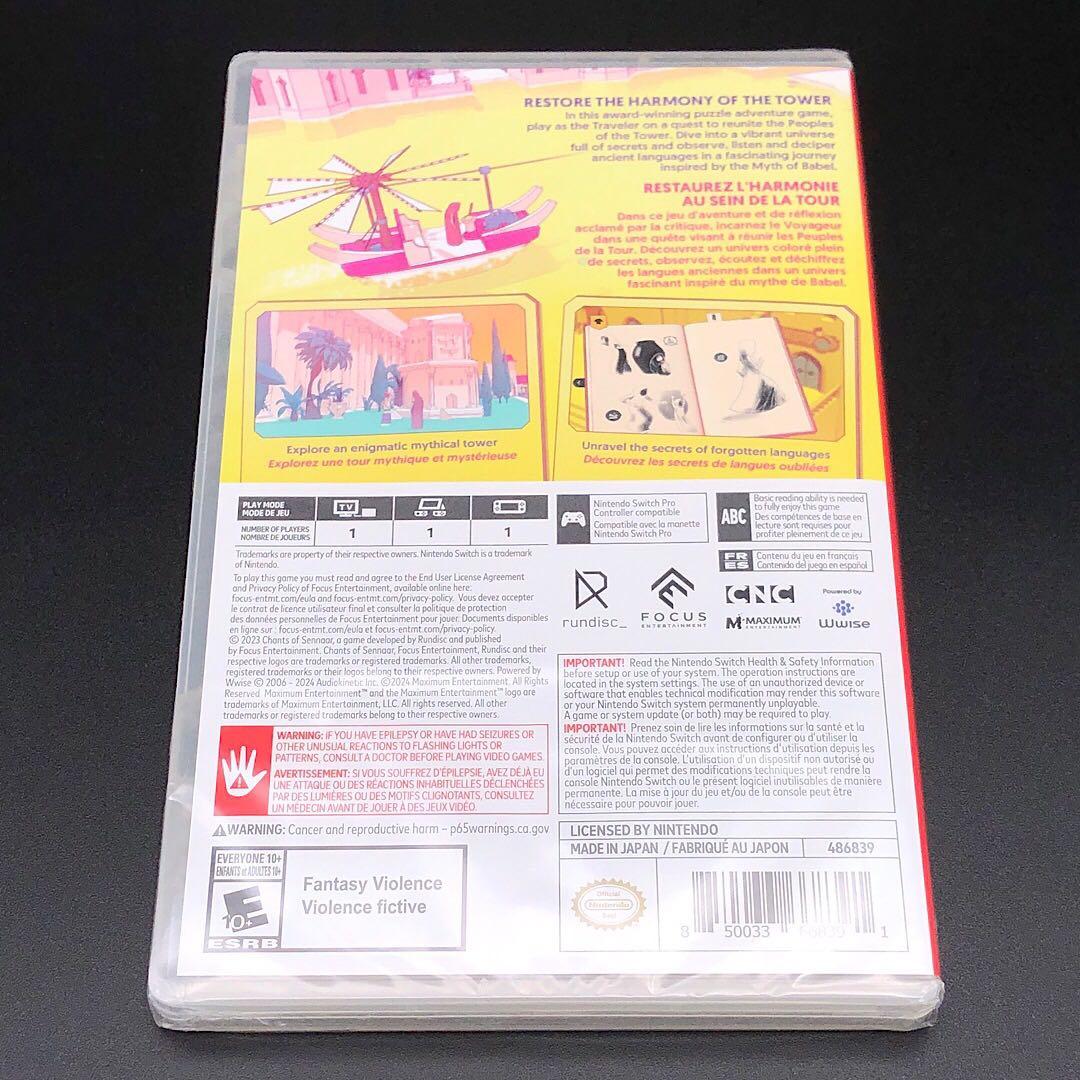 RESTORE THE HARMONY OF THE TOWER
In this award-winning puzzle adventure game,
play as the Traveler on a quest to reunite the Peoples
of the Tower. Dive into a vibrant universe
full of secrets and observe, listen and deciper
ancient languages in a fascinating journey
inspired by the Myth of Babel.
RESTAUREZ L'HARMONIE
AU SEIN DE LA TOUR
Dans ce jeu d'aventure et de réflexion
acclamé par la critique, incarnez le Voyageur
dans une quête visant à réunir les Peuples
de la Tour. Découvrez un univers coloré plein
de secrets, observez, écoutez et déchiffrez
les langues anciennes dans un univers
fascinant inspiré du mythe de Babel.
Explore an enigmatic mythical tower
Explorez une tour mythique et mystérieuse
Unravel the secrets of forgotten languages
Découvrez les secrets de langues oubliées
PLAY MODE
MODE DE JEU
TV
NUMBER OF PLAYERS
NOMBRE DE JOUEURS
1 1 1
Nintendo Switch Pro
Controller compatible
Compatible avec la manette
Nintendo Switch Pro
ABC
Basic reading ability is needed
to fully enjoy this game
Des compétences de base en
lecture sont requises pour
profiter pleinement de ce jeu
FR
ES
Contenu du jeu en français
Contenido del juego en español
Trademarks are property of their respective owners. Nintendo Switch is a trademark
of Nintendo.
To play this game you must read and agree to the End User License Agreement
and Privacy Policy of Focus Entertainment, available online here:
focus-entmt.com/eula and focus-entmt.com/privacy-policy. Vous devez accepter
le contrat de licence utilisateur final et consulter la politique de protection
des données personnelles de Focus Entertainment pour jouer. Documents disponibles
en ligne sur : focus-entmt.com/eula et focus-entmt.com/privacy-policy.
© 2023 Chants of Sennaar, a game developed by Rundisc and published
by Focus Entertainment. Chants of Sennaar, Focus Entertainment, Rundisc and their
respective logos are trademarks or registered trademarks. All other trademarks,
registered trademarks or their logos belong to their respective owners. Powered by
Wwise © 2006 - 2024 Audiokinetic Inc. ©2024 Maximum Entertainment. All Rights
Reserved. Maximum Entertainment™ and the Maximum Entertainment™ logo are
trademarks of Maximum Entertainment, LLC. All rights reserved. All other
trademarks or registered trademarks belong to their respective owners.
rundisc_
FOCUS
ENTERTAINMENT
CNC
MAXIMUM
ENTERTAINMENT
Powered by
Wwise
IMPORTANT! Read the Nintendo Switch Health & Safety Information
before setup or use of your system. The operation instructions are
located in the system settings. The use of an unauthorized device or
software that enables technical modification may render this software
or your Nintendo Switch system permanently unplayable.
A game or system update (or both) may be required to play.
IMPORTANT! Prenez soin de lire les informations sur la santé et la
sécurité de la Nintendo Switch avant de configurer ou d'utiliser la
console. Vous pouvez accéder aux instructions d'utilisation depuis les
paramètres de la console. L'utilisation d'un dispositif non autorisé ou
d'un logiciel qui permet des modifications techniques peut rendre la
console Nintendo Switch ou le présent logiciel inutilisables de manière
permanente. La mise à jour du jeu et/ou de la console peut être
nécessaire pour pouvoir jouer.
WARNING: IF YOU HAVE EPILEPSY OR HAVE HAD SEIZURES OR
OTHER UNUSUAL REACTIONS TO FLASHING LIGHTS OR
PATTERNS, CONSULT A DOCTOR BEFORE PLAYING VIDEO GAMES.
AVERTISSEMENT: SI VOUS SOUFFREZ D'ÉPILEPSIE, AVEZ DÉJÀ EU
UNE ATTAQUE OU DES RÉACTIONS INHABITUELLES DÉCLENCHÉES
PAR DES LUMIÈRES OU DES MOTIFS CLIGNOTANTS, CONSULTEZ
UN MÉDECIN AVANT DE JOUER À DES JEUX VIDÉO.
WARNING: Cancer and reproductive harm – p65warnings.ca.gov
EVERYONE 10+
ENFANTS et ADULTES 10+
E
10+
ESRB
Fantasy Violence
Violence fictive
LICENSED BY NINTENDO
MADE IN JAPAN / FABRIQUÉ AU JAPON 486839
Official
Nintendo
Seal
8 50033 1